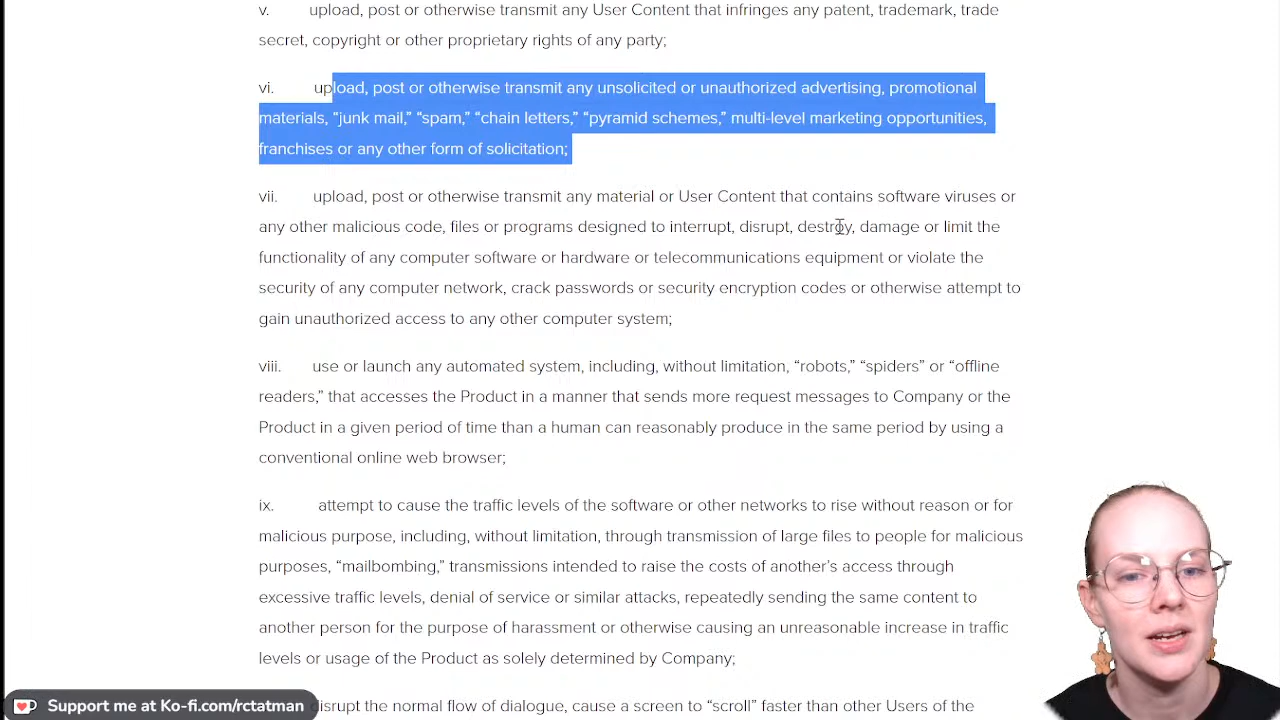 v. upload, post or otherwise transmit any User Content that infringes any patent, trademark, trade
secret, copyright or other proprietary rights of any party;
vi. upload, post or otherwise transmit any unsolicited or unauthorized advertising, promotional
materials, “junk mail,” “spam,” “chain letters,” “pyramid schemes,” multi-level marketing opportunities,
franchises or any other form of solicitation;
vii. upload, post or otherwise transmit any material or User Content that contains software viruses or
any other malicious code, files or programs designed to interrupt, disrupt, destroy, damage or limit the
functionality of any computer software or hardware or telecommunications equipment or violate the
security of any computer network, crack passwords or security encryption codes or otherwise attempt to
gain unauthorized access to any other computer system;
viii. use or launch any automated system, including, without limitation, “robots,” “spiders” or “offline
readers,” that accesses the Product in a manner that sends more request messages to Company or the
Product in a given period of time than a human can reasonably produce in the same period by using a
conventional online web browser;
ix. attempt to cause the traffic levels of the software or other networks to rise without reason or for
malicious purpose, including, without limitation, through transmission of large files to people for malicious
purposes, “mailbombing,” transmissions intended to raise the costs of another’s access through
excessive traffic levels, denial of service or similar attacks, repeatedly sending the same content to
another person for the purpose of harassment or otherwise causing an unreasonable increase in traffic
levels or usage of the Product as solely determined by Company;
disrupt the normal flow of dialogue, cause a screen to “scroll” faster than other Users of the
Support me at Ko-fi.com/rctatman